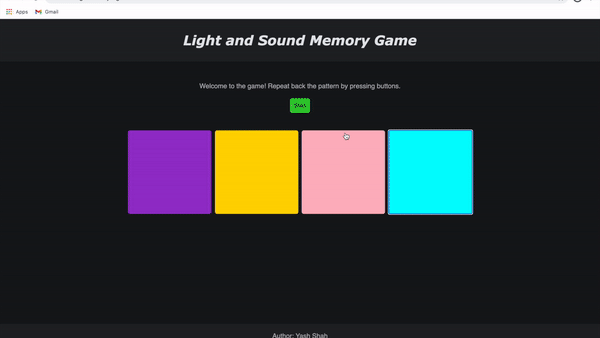 Apps Gmail
Light and Sound Memory Game
Welcome to the game! Repeat back the pattern by pressing buttons.
Start
Author: Yash Shah